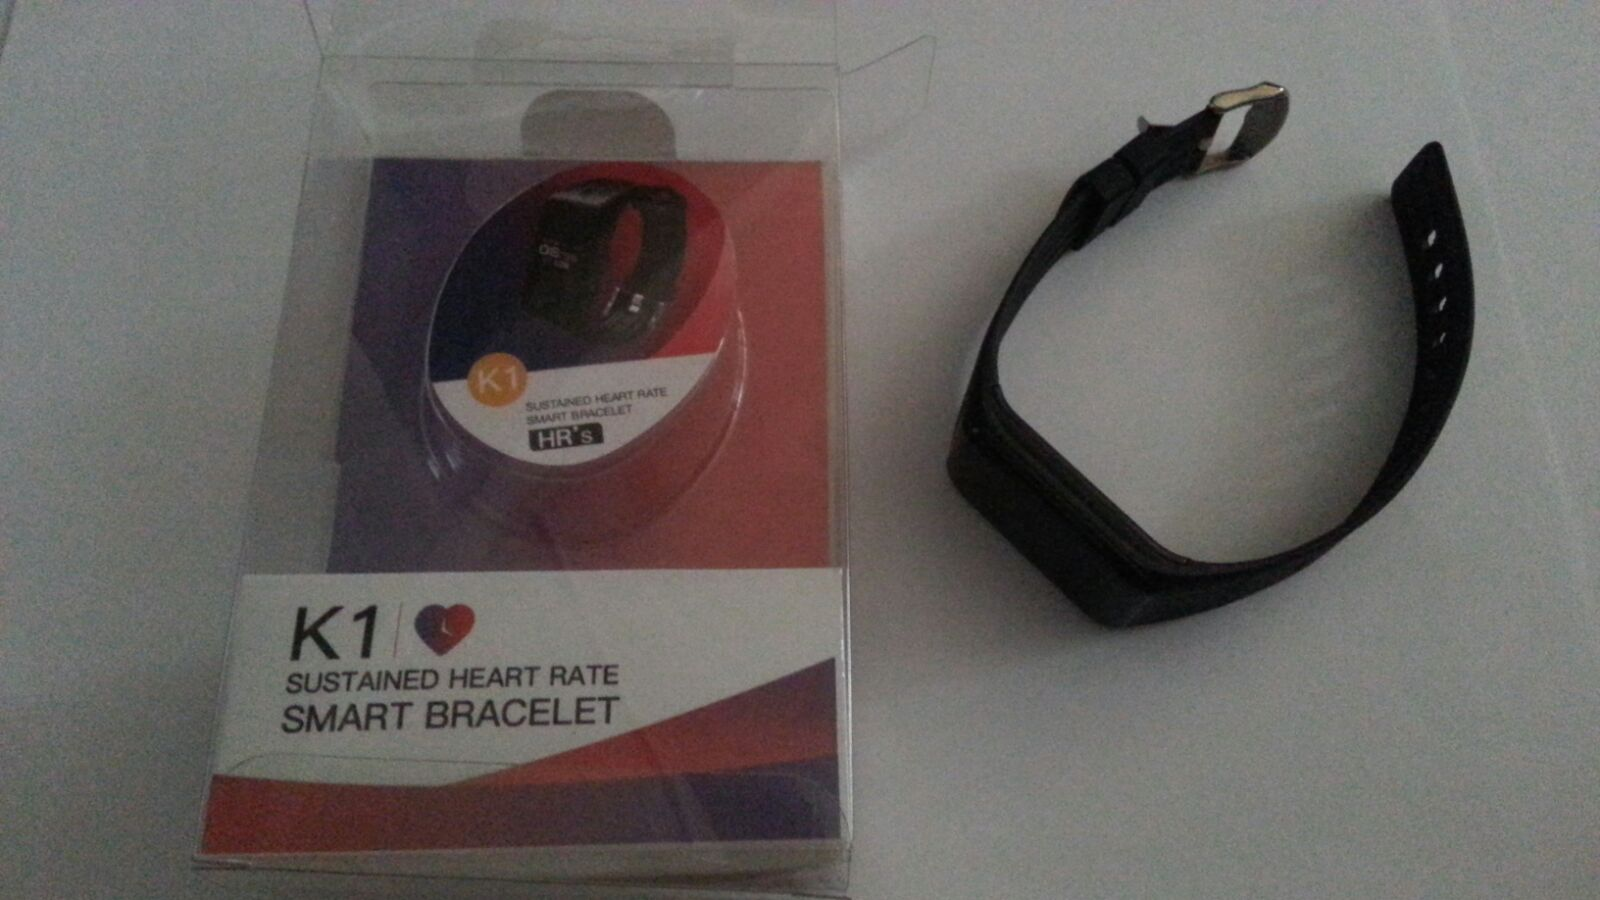 K1
SUSTAINED HEART RATE
SMART BRACELET
HR's
K1
SUSTAINED HEART RATE
SMART BRACELET